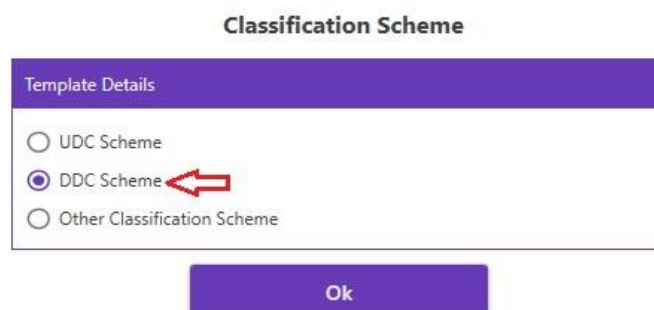 Classification Scheme
Template Details
UDC Scheme
DDC Scheme
Other Classification Scheme
Ok